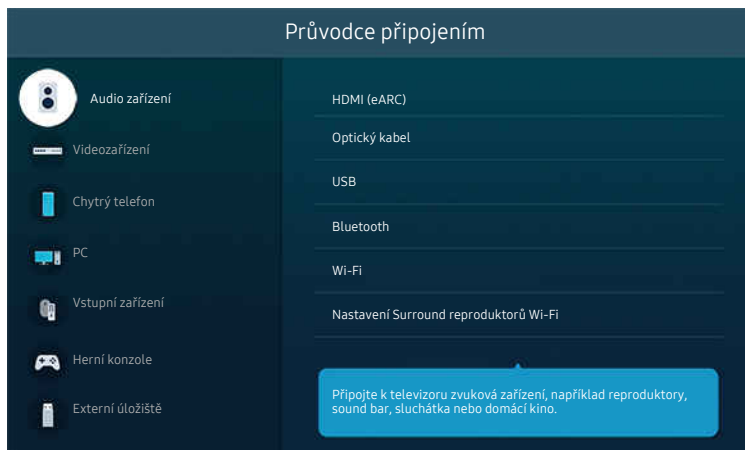 Průvodce připojením
Audio zařízení
Videozařízení
Chytrý telefon
PC
Vstupní zařízení
Herní konzole
Externí úložiště
HDMI (eARC)
Optický kabel
USB
Bluetooth
Wi-Fi
Nastavení Surround reproduktorů Wi-Fi
Připojte k televizoru zvuková zařízení, například reproduktory,
sound bar, sluchátka nebo domácí kino.